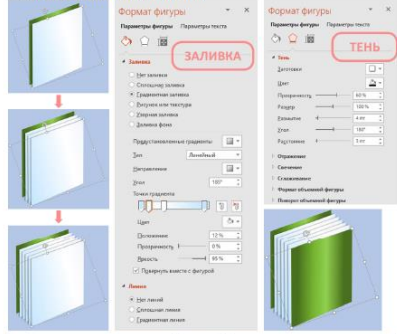 Формат фигуры
Параметры фигуры Параметры текста
ЗАЛИВКА
Заливка
Нет заливки
Сплошная заливка
Градиентная заливка
Рисунок или текстура
Узорная заливка
Заливка фона
Предустановленные градиенты
Тип Линейный
Направление
Угол 180°
Точки градиента
Цвет
Положение 12%
Прозрачность 0%
Яркость 95%
Повернуть вместе с фигурой
Линия
Нет линий
Сплошная линия
Градиентная линия
Формат фигуры
Параметры фигуры Параметры текста
ТЕНЬ
Тень
Заготовки
Цвет
Прозрачность 60%
Размер 100%
Размытие 4 пт
Угол 180°
Расстояние 3 пт
Отражение
Свечение
Сглаживание
Формат объемной фигуры
Поворот объемной фигуры